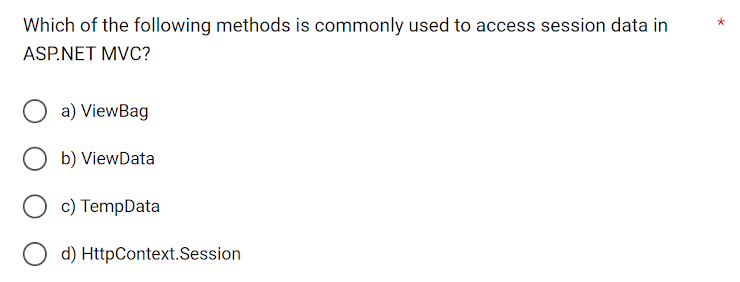 Which of the following methods is commonly used to access session data in *
ASP.NET MVC?
a) ViewBag
b) ViewData
c) TempData
d) HttpContext.Session